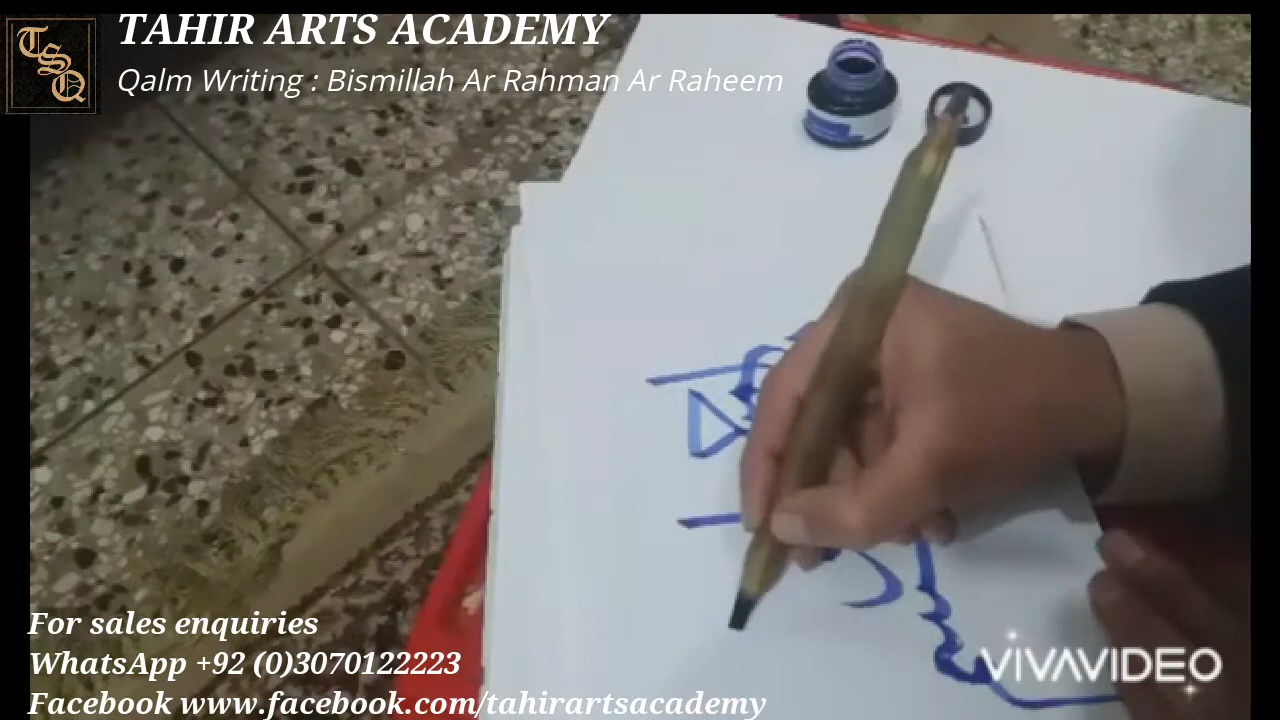 TAHIR ARTS ACADEMY
Qalm Writing : Bismillah Ar Rahman Ar Raheem
TSQ
For sales enquiries
WhatsApp +92 (0)3070122223
Facebook www.facebook.com/tahirartsacademy
VIVAVIDEO